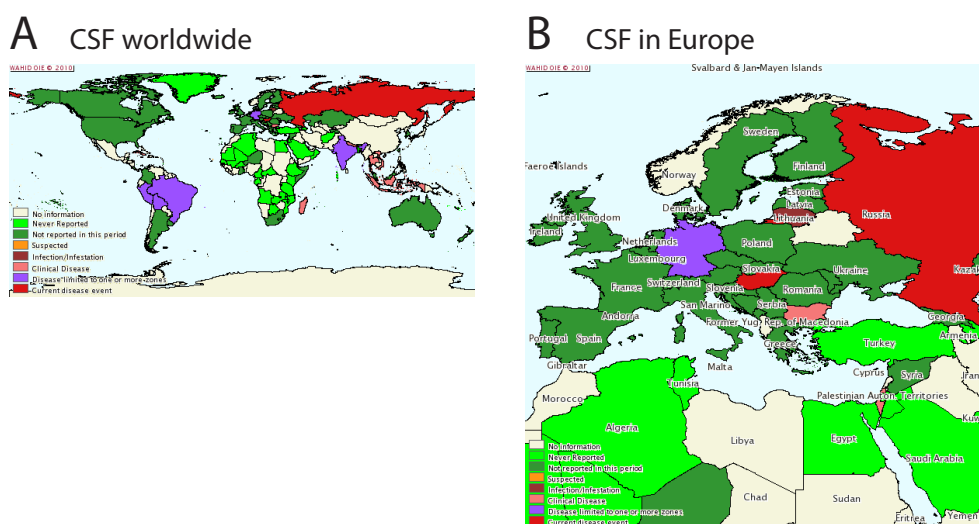 A CSF worldwide
WAHID OIE © 2010
No information
Never Reported
Not reported in this period
Suspected
Infection/Infestation
Clinical Disease
Disease limited to one or more zones
Current disease event
B CSF in Europe
WAHID OIE © 2010
Svalbard & Jan Mayen Islands
Sweden
Faeroe Islands
Finland
Norway
Estonia
Latvia
Denmark
United Kingdom
Lithuania
Russia
Ireland
Netherlands
Poland
Luxembourg
Slovakia
Ukraine
Kazak
Switzerland
Slovenia
France
Romania
San Marino
Serbia
Andorra
Georgia
Former Yug. Rep. of Macedonia
Armenia
Portugal
Spain
Greece
Turkey
Gibraltar
Malta
Cyprus
Syria
Iran
Tunisia
Morocco
Palestinian Auton. Territories
Kuw
Algeria
Libya
Egypt
Saudi Arabia
No information
Never Reported
Not reported in this period
Suspected
Infection/Infestation
Clinical Disease
Disease limited to one or more zones
Current disease event
Chad
Sudan
Eritrea
Yemen